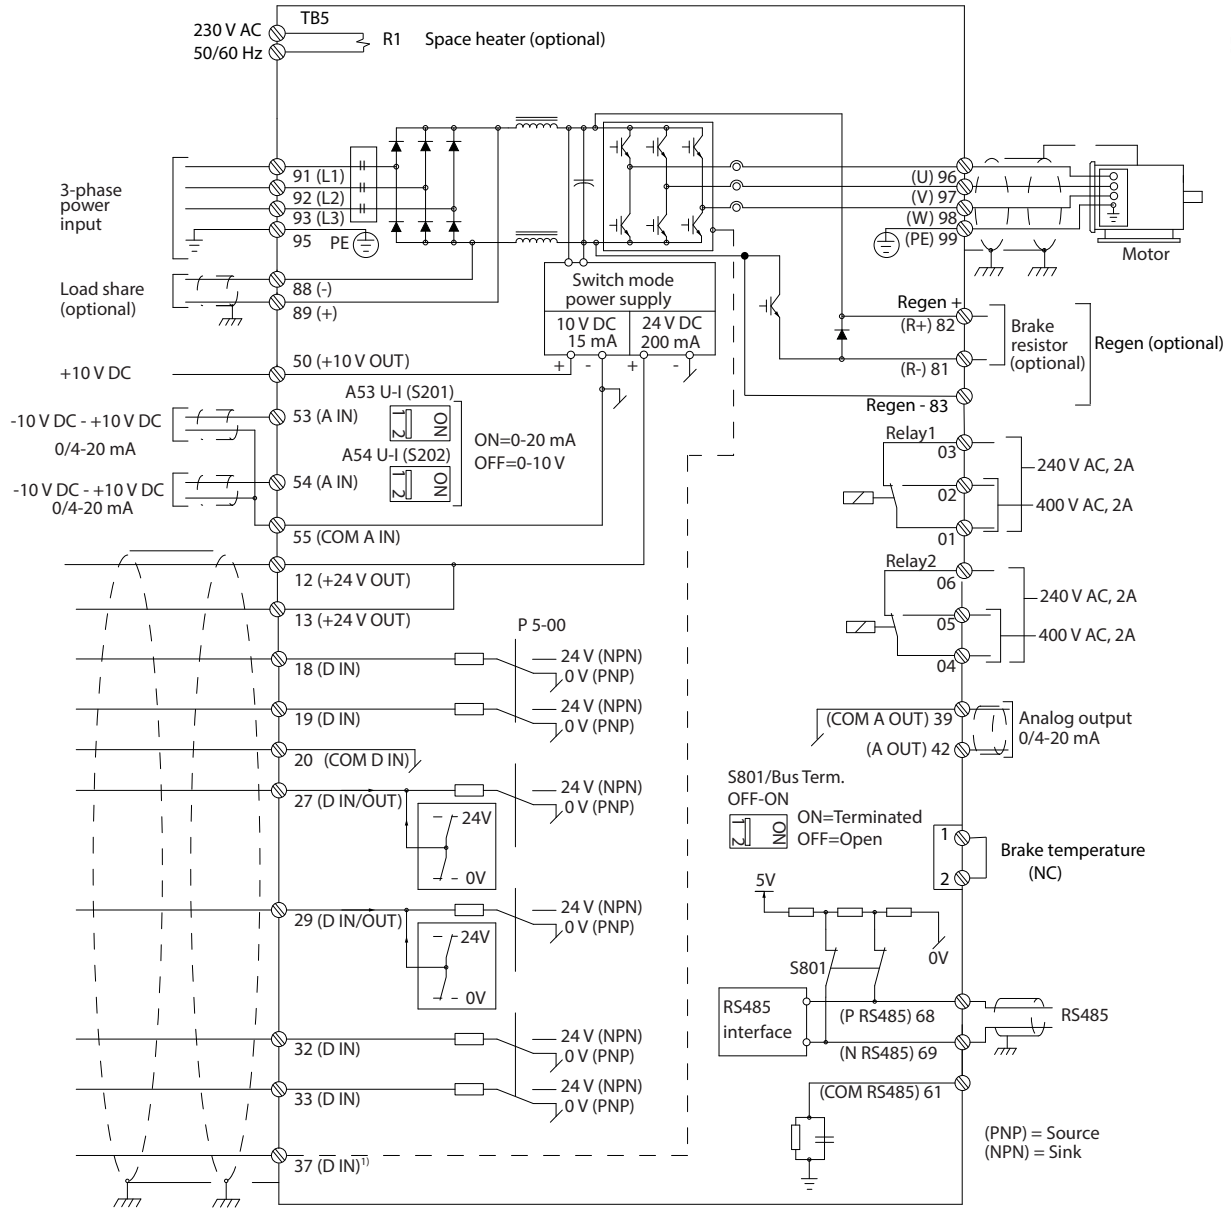 TB5
230 V AC
50/60 Hz
R1
Space heater (optional)
3-phase
power
input
91 (L1)
92 (L2)
93 (L3)
95
PE
(U) 96
(V) 97
(W) 98
(PE) 99
Motor
Load share
(optional)
88 (-)
89 (+)
Switch mode
power supply
10 V DC
15 mA
24 V DC
200 mA
+
-
+
-
Regen +
(R+) 82
Brake
resistor
(optional)
Regen (optional)
(R-) 81
Regen - 83
+10 V DC
50 (+10 V OUT)
A53 U-I (S201)
1 2
ON
-10 V DC - +10 V DC
0/4-20 mA
53 (A IN)
ON=0-20 mA
OFF=0-10 V
A54 U-I (S202)
1 2
ON
-10 V DC - +10 V DC
0/4-20 mA
54 (A IN)
55 (COM A IN)
Relay1
03
02
01
240 V AC, 2A
400 V AC, 2A
12 (+24 V OUT)
13 (+24 V OUT)
Relay2
06
05
04
240 V AC, 2A
400 V AC, 2A
P 5-00
18 (D IN)
24 V (NPN)
0 V (PNP)
19 (D IN)
24 V (NPN)
0 V (PNP)
20 (COM D IN)
27 (D IN/OUT)
24 V (NPN)
0 V (PNP)
24V
0V
29 (D IN/OUT)
24 V (NPN)
0 V (PNP)
24V
0V
32 (D IN)
24 V (NPN)
0 V (PNP)
33 (D IN)
24 V (NPN)
0 V (PNP)
37 (D IN)1)
(COM A OUT) 39
(A OUT) 42
Analog output
0/4-20 mA
S801/Bus Term.
OFF-ON
1 2
ON
ON=Terminated
OFF=Open
1
2
Brake temperature
(NC)
5V
0V
S801
RS485
interface
(P RS485) 68
(N RS485) 69
RS485
(COM RS485) 61
(PNP) = Source
(NPN) = Sink